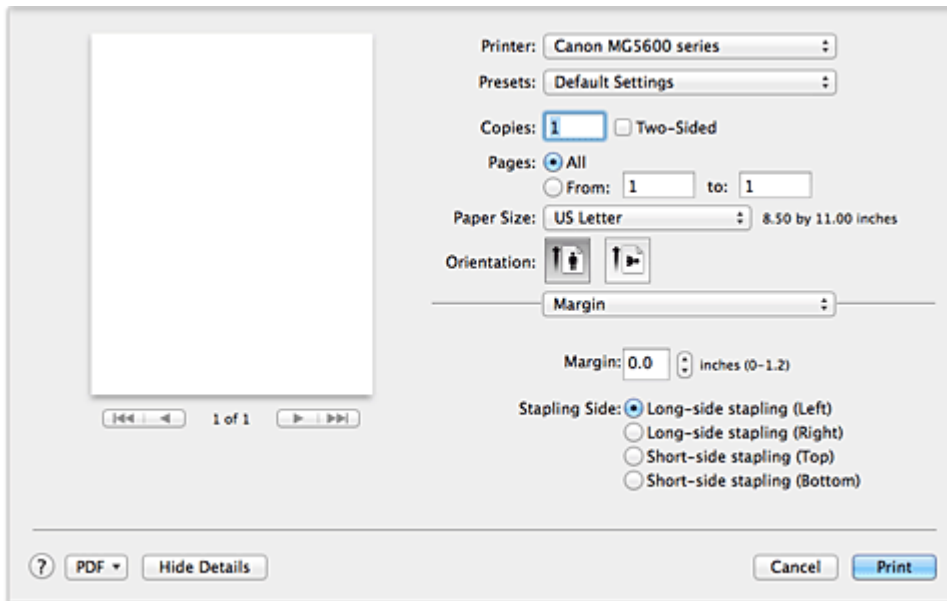 Printer: Canon MG5600 series
Presets: Default Settings
Copies: 1 Two-Sided
Pages: All
From: 1 to: 1
Paper Size: US Letter 8.50 by 11.00 inches
Orientation:
Margin
Margin: 0.0 inches (0-1.2)
Stapling Side: Long-side stapling (Left)
Long-side stapling (Right)
Short-side stapling (Top)
Short-side stapling (Bottom)
1 of 1
? PDF Hide Details Cancel Print